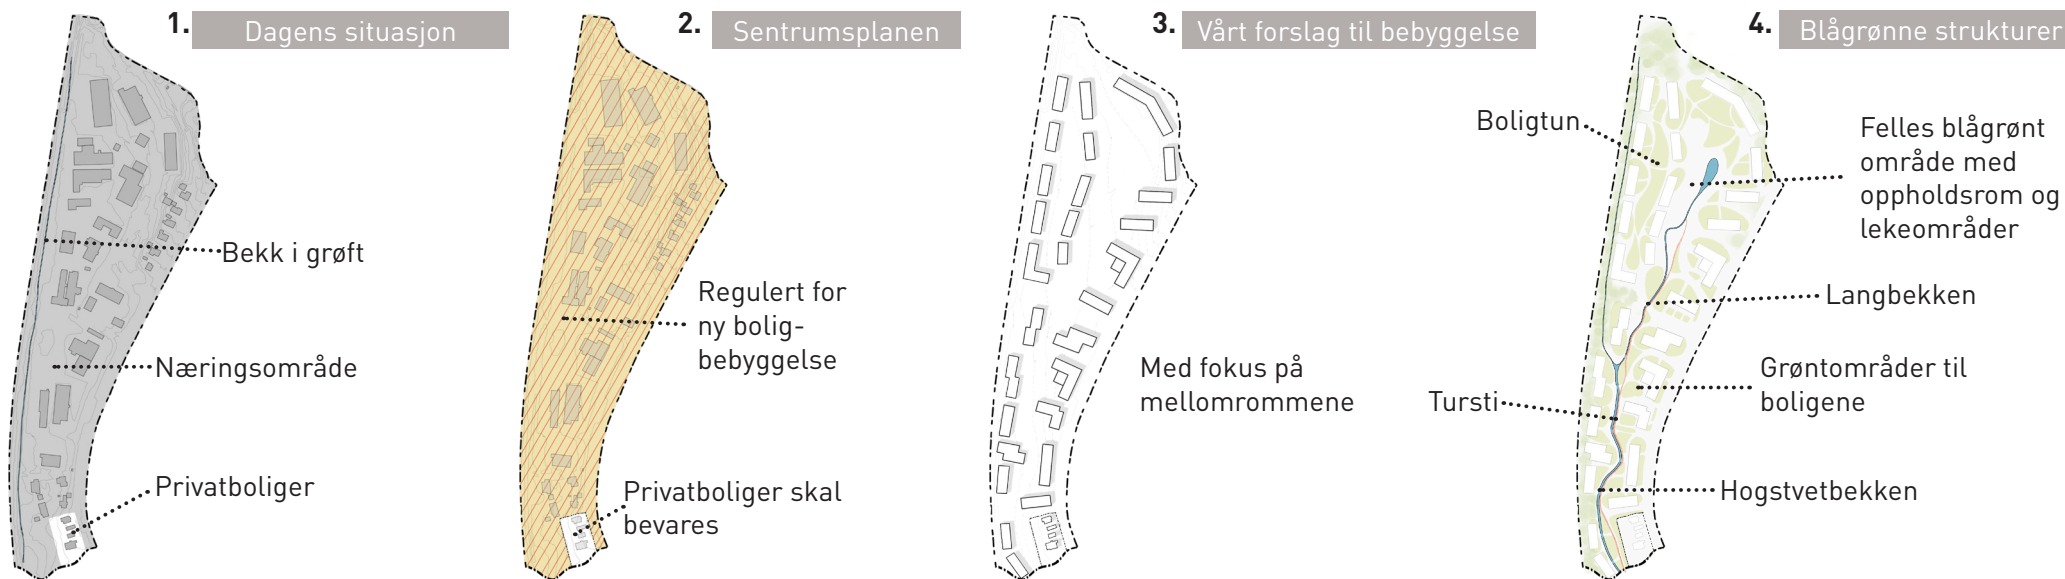 1. Dagens situasjon
Bekk i grøft
Næringsområde
Privatboliger
2. Sentrumsplanen
Regulert for
ny bolig-
bebyggelse
Privatboliger skal
bevares
3. Vårt forslag til bebyggelse
Med fokus på
mellomrommene
4. Blågrønne strukturer
Boligtun
Felles blågrønt
område med
oppholdsrom og
lekeområder
Langbekken
Grøntområder til
boligene
Tursti
Hogstvetbekken